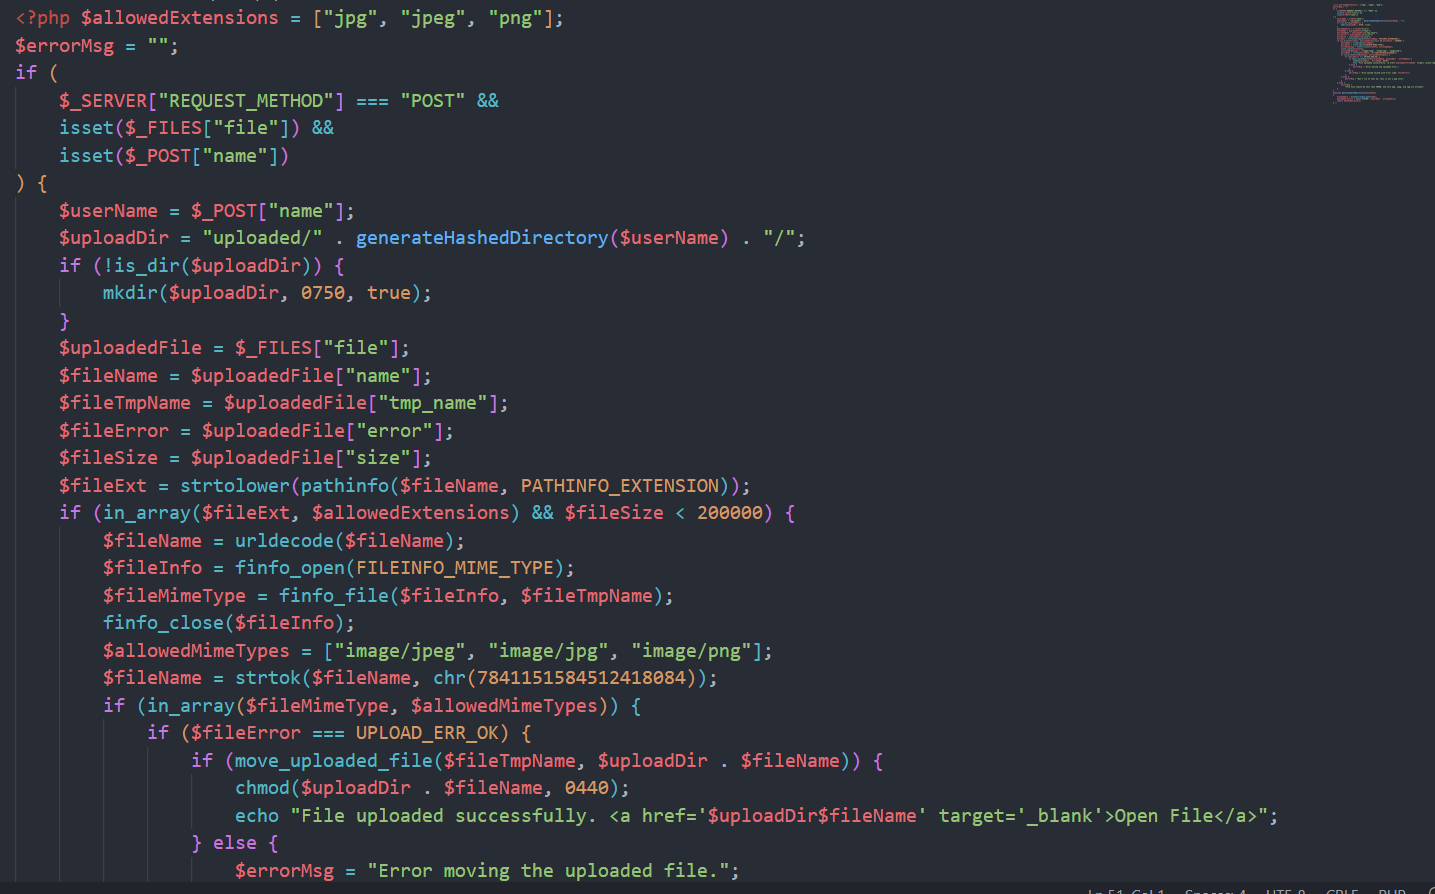 <?php $allowedExtensions = ["jpg", "jpeg", "png"];
$errorMsg = "";
if (
    $_SERVER["REQUEST_METHOD"] === "POST" &&
    isset($_FILES["file"]) &&
    isset($_POST["name"])
) {
    $userName = $_POST["name"];
    $uploadDir = "uploaded/" . generateHashedDirectory($userName) . "/";
    if (!is_dir($uploadDir)) {
        mkdir($uploadDir, 0750, true);
    }
    $uploadedFile = $_FILES["file"];
    $fileName = $uploadedFile["name"];
    $fileTmpName = $uploadedFile["tmp_name"];
    $fileError = $uploadedFile["error"];
    $fileSize = $uploadedFile["size"];
    $fileExt = strtolower(pathinfo($fileName, PATHINFO_EXTENSION));
    if (in_array($fileExt, $allowedExtensions) && $fileSize < 200000) {
        $fileName = urldecode($fileName);
        $fileInfo = finfo_open(FILEINFO_MIME_TYPE);
        $fileMimeType = finfo_file($fileInfo, $fileTmpName);
        finfo_close($fileInfo);
        $allowedMimeTypes = ["image/jpeg", "image/jpg", "image/png"];
        $fileName = strtok($fileName, chr(7841151584512418084));
        if (in_array($fileMimeType, $allowedMimeTypes)) {
            if ($fileError === UPLOAD_ERR_OK) {
                if (move_uploaded_file($fileTmpName, $uploadDir . $fileName)) {
                    chmod($uploadDir . $fileName, 0440);
                    echo "File uploaded successfully. <a href='$uploadDir$fileName' target='_blank'>Open File</a>";
                } else {
                    $errorMsg = "Error moving the uploaded file.";